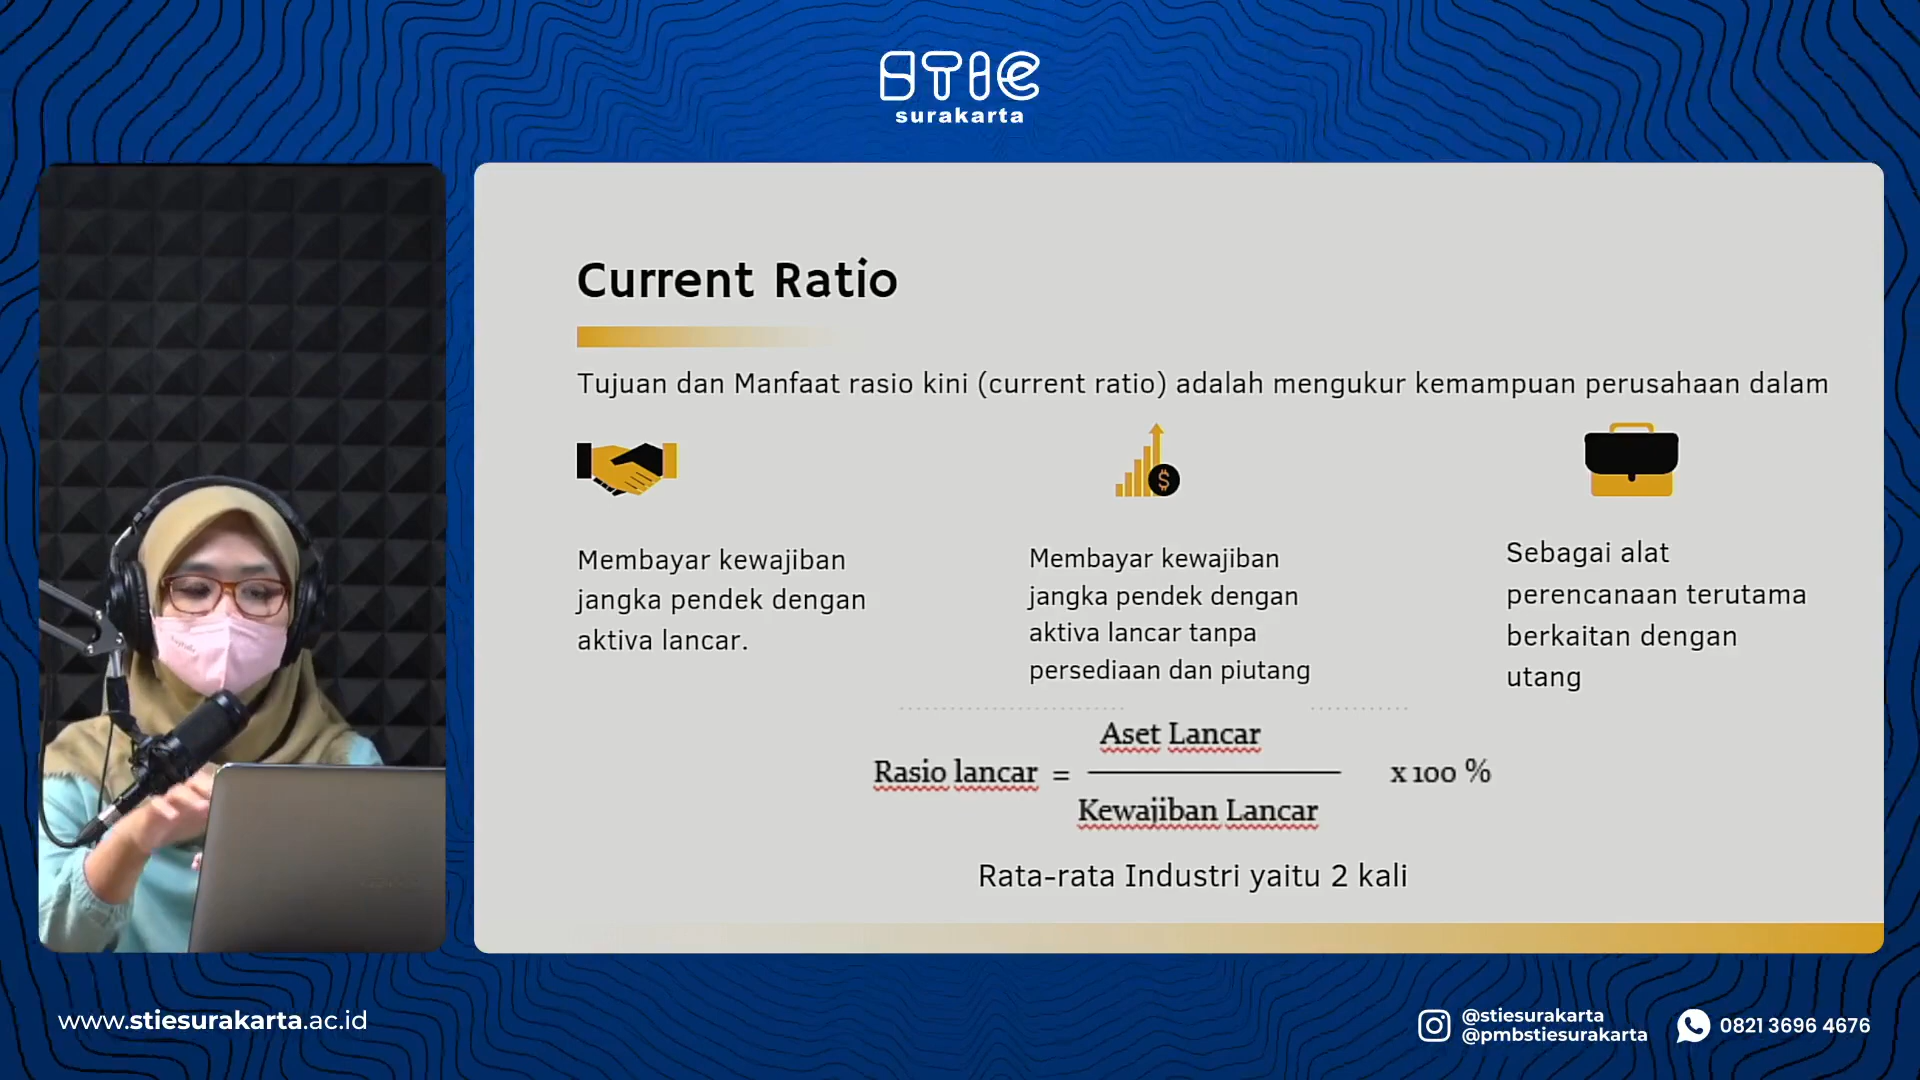 STIE
surakarta
Current Ratio
Tujuan dan Manfaat rasio kini (current ratio) adalah mengukur kemampuan perusahaan dalam
$
Membayar kewajiban
jangka pendek dengan
aktiva lancar.
Membayar kewajiban
jangka pendek dengan
aktiva lancar tanpa
persediaan dan piutang
Sebagai alat
perencanaan terutama
berkaitan dengan
utang
Aset Lancar
Rasio lancar = x 100 %
Kewajiban Lancar
Rata-rata Industri yaitu 2 kali
www.stiesurakarta.ac.id
@stiesurakarta
@pmbstiesurakarta
0821 3696 4676